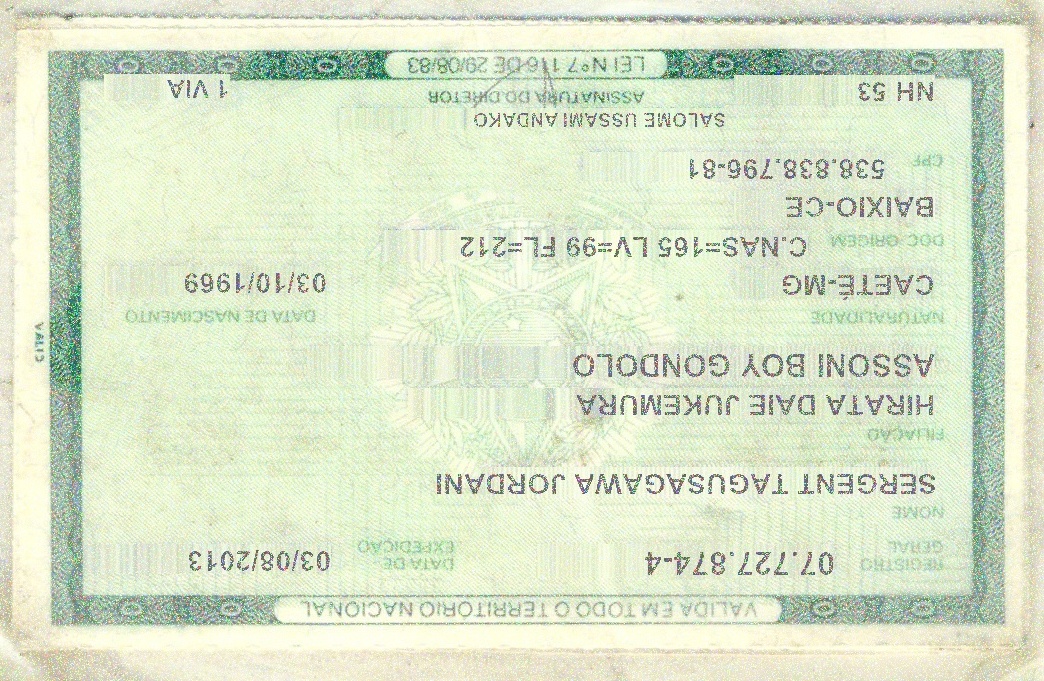 VALIDA EM TODO O TERRITÓRIO NACIONAL
REGISTRO GERAL 07.727.874-4 DATA DE EXPEDIÇÃO 03/08/2013
NOME
SERGENT TAGUSAGAWA JORDANI
FILIAÇÃO
HIRATA DAIE JUKEMURA
ASSONI BOY GONDOLO
NATURALIDADE DATA DE NASCIMENTO
CAETÉ-MG 03/10/1969
DOC ORIGEM C.NAS=165 LV=99 FL=212
BAIXIO-CE
CPF 538.838.796-81
SALOME USSAMI ANDAKO
ASSINATURA DO DIRETOR
NH 53 1 VIA
LEI Nº 7.116 DE 29/08/83